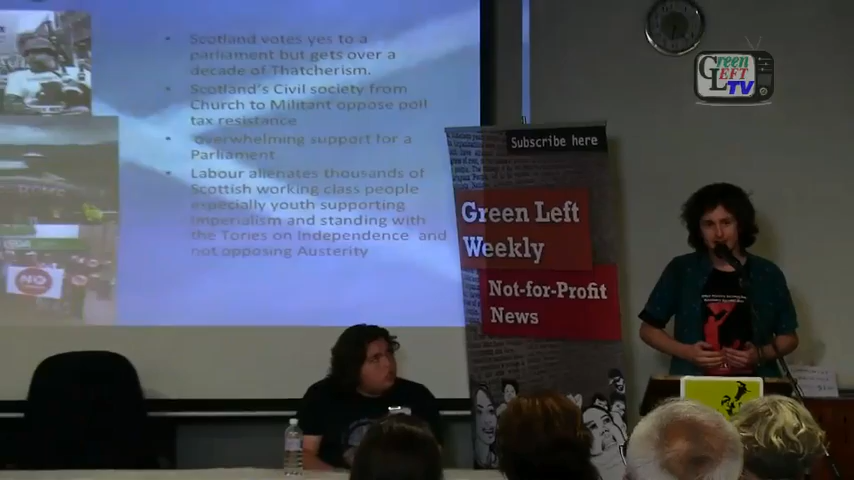 • Scotland votes yes to a
parliament but gets over a
decade of Thatcherism.
• Scotland's Civil society from
Church to Militant oppose poll
tax resistance
• overwhelming support for a
Parliament
• Labour alienates thousands of
Scottish working class people
especially youth supporting
Imperialism and standing with
the Tories on Independence and
not opposing Austerity
NO
Subscribe here
Green Left
Weekly
Not-for-Profit
News
Green
LEFT
TV